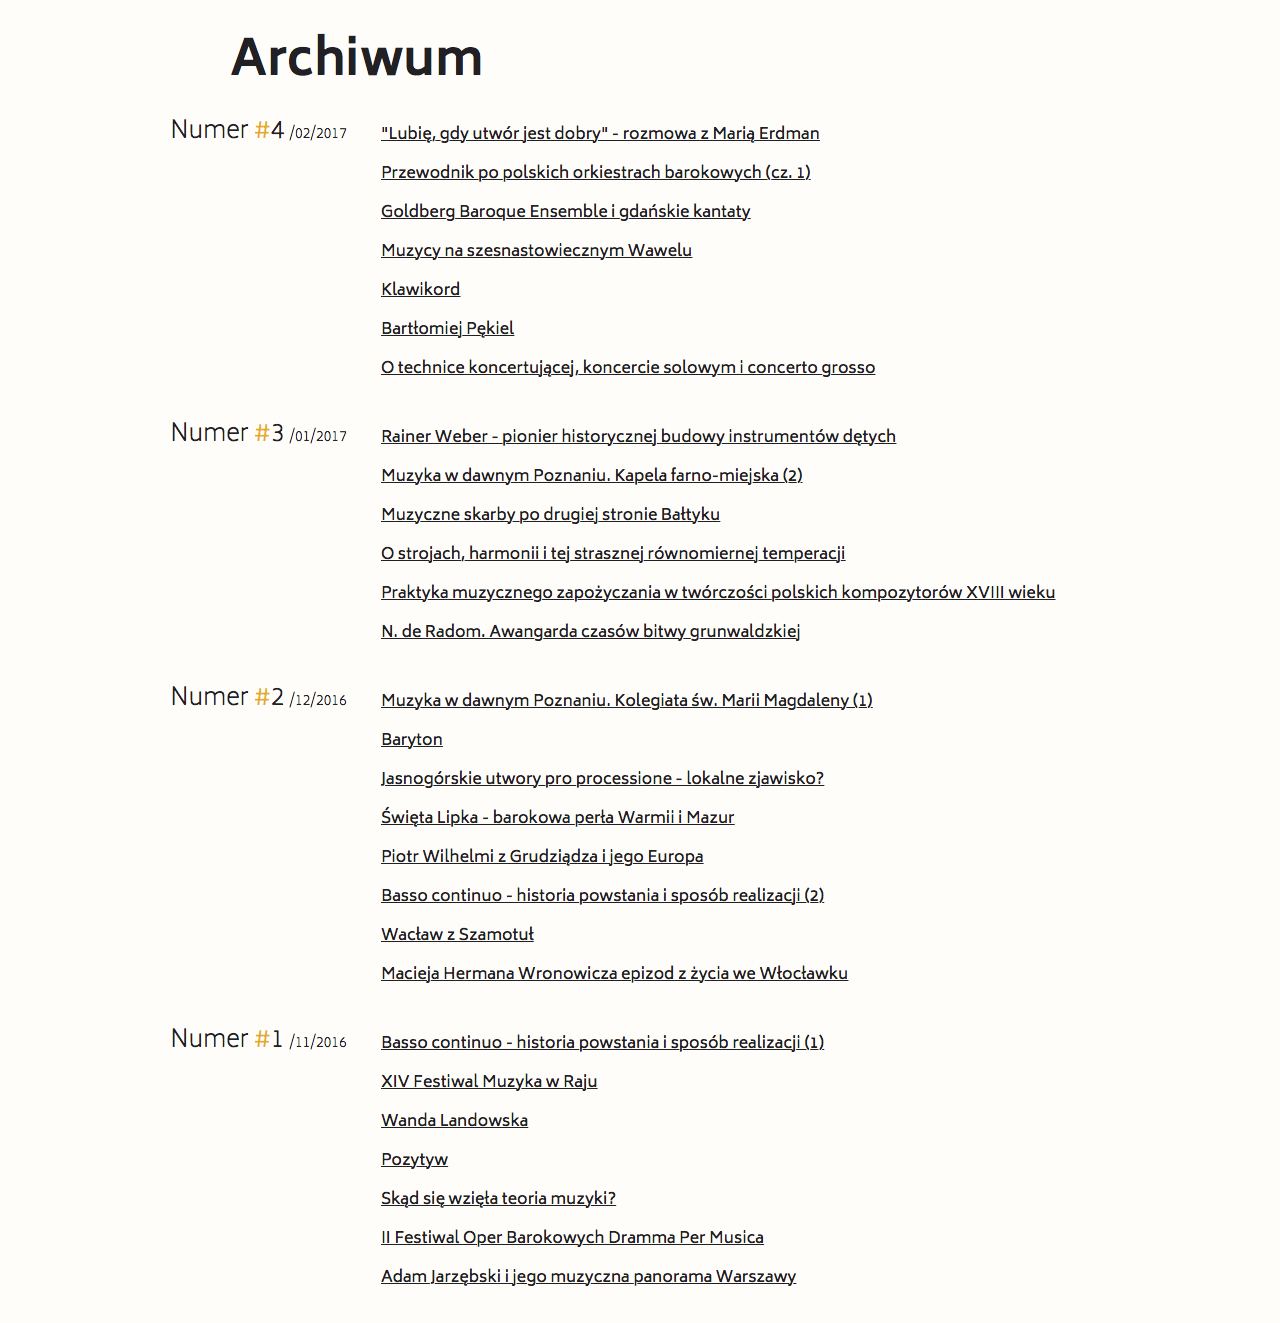 Archiwum
Numer #4 /02/2017
"Lubię, gdy utwór jest dobry" - rozmowa z Marią Erdman
Przewodnik po polskich orkiestrach barokowych (cz. 1)
Goldberg Baroque Ensemble i gdańskie kantaty
Muzycy na szesnastowiecznym Wawelu
Klawikord
Bartłomiej Pękiel
O technice koncertującej, koncercie solowym i concerto grosso
Numer #3 /01/2017
Rainer Weber - pionier historycznej budowy instrumentów dętych
Muzyka w dawnym Poznaniu. Kapela farno-miejska (2)
Muzyczne skarby po drugiej stronie Bałtyku
O strojach, harmonii i tej strasznej równomiernej temperacji
Praktyka muzycznego zapożyczania w twórczości polskich kompozytorów XVIII wieku
N. de Radom. Awangarda czasów bitwy grunwaldzkiej
Numer #2 /12/2016
Muzyka w dawnym Poznaniu. Kolegiata św. Marii Magdaleny (1)
Baryton
Jasnogórskie utwory pro processione - lokalne zjawisko?
Święta Lipka - barokowa perła Warmii i Mazur
Piotr Wilhelmi z Grudziądza i jego Europa
Basso continuo - historia powstania i sposób realizacji (2)
Wacław z Szamotuł
Macieja Hermana Wronowicza epizod z życia we Włocławku
Numer #1 /11/2016
Basso continuo - historia powstania i sposób realizacji (1)
XIV Festiwal Muzyka w Raju
Wanda Landowska
Pozytyw
Skąd się wzięła teoria muzyki?
II Festiwal Oper Barokowych Dramma Per Musica
Adam Jarzębski i jego muzyczna panorama Warszawy